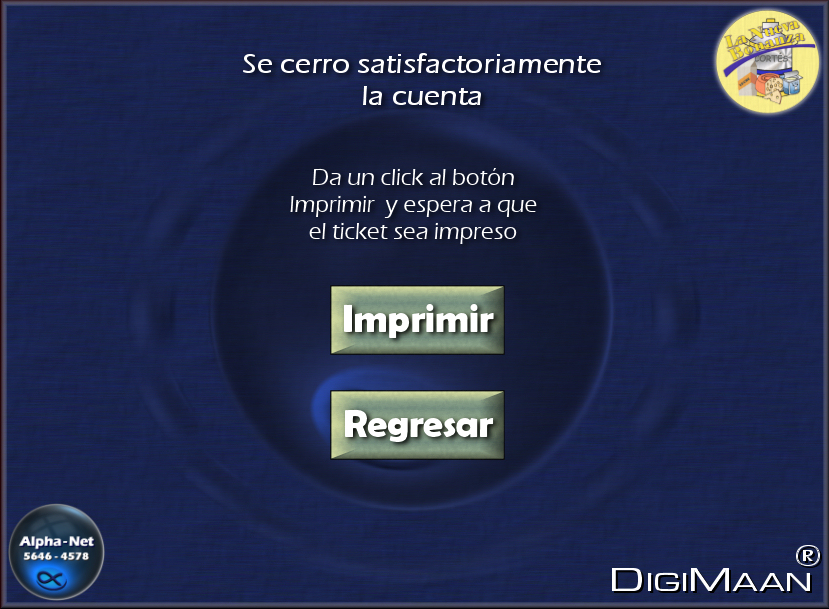 La Nueva
Bonanza
CORTÉS
Se cerro satisfactoriamente
la cuenta
Da un click al botón
Imprimir y espera a que
el ticket sea impreso
Imprimir
Regresar
Alpha-Net
5646 - 4578
DIGIMAAN®